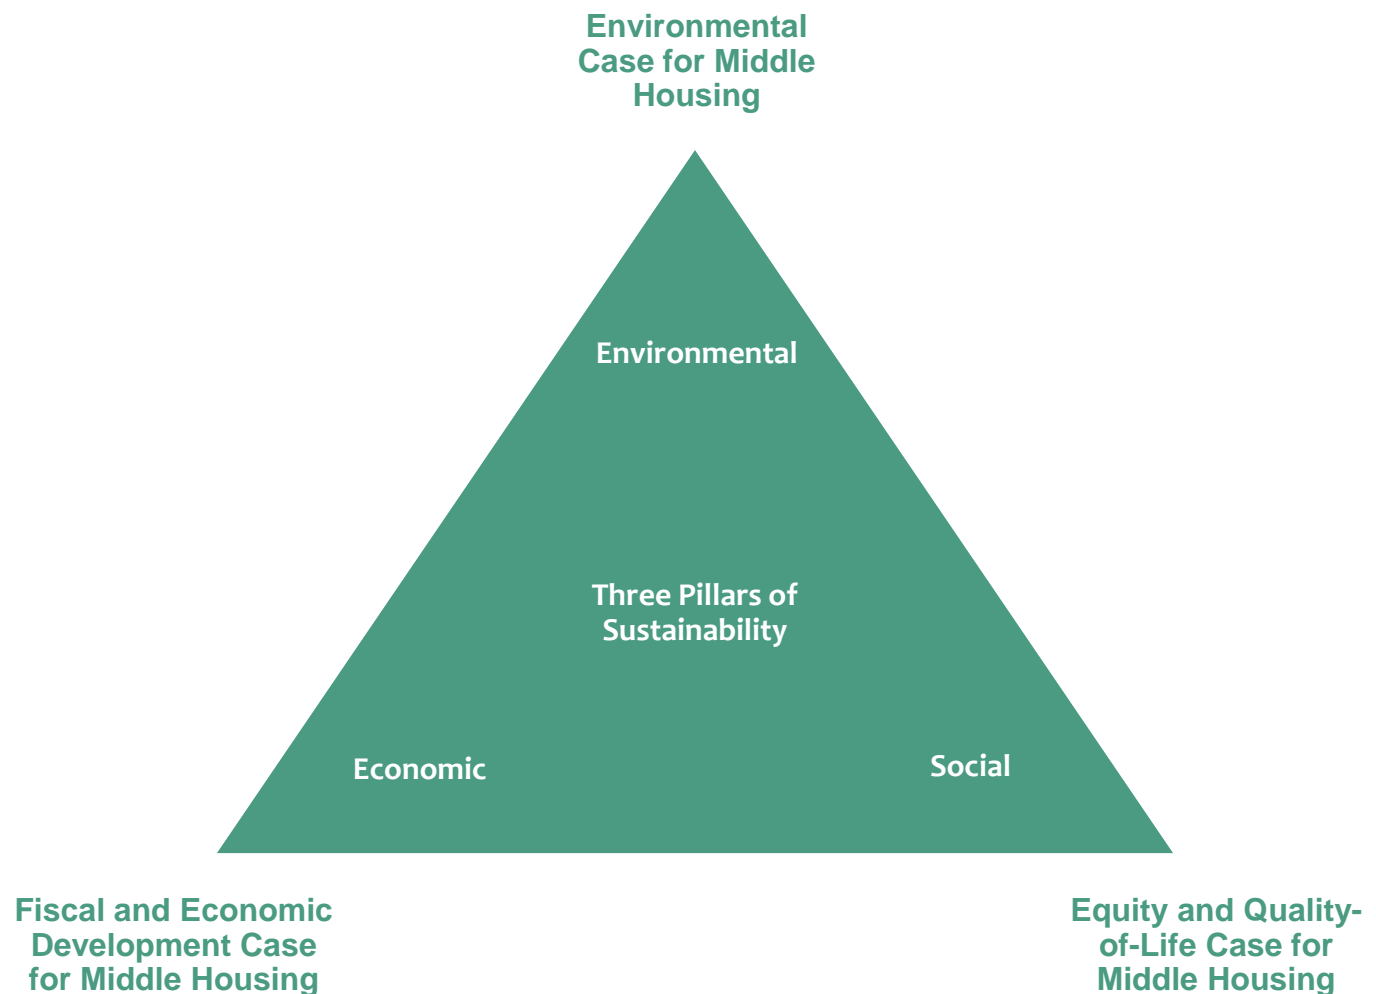 Environmental
Case for Middle
Housing
Environmental
Three Pillars of
Sustainability
Economic
Social
Fiscal and Economic
Development Case
for Middle Housing
Equity and Quality-
of-Life Case for
Middle Housing